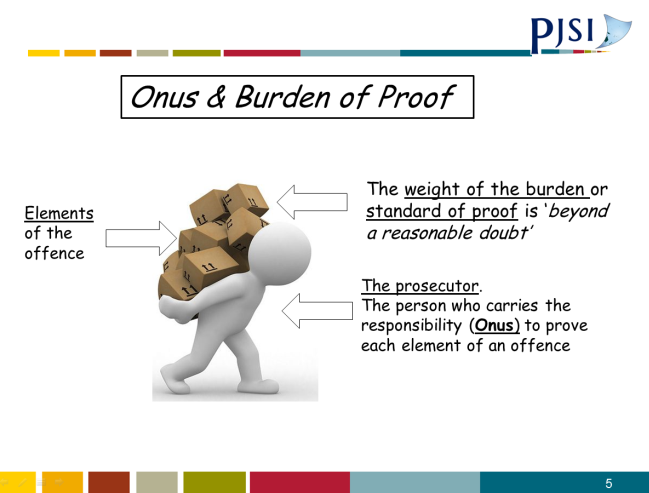 PJSI
Onus & Burden of Proof
Elements
of the
offence
The weight of the burden or
standard of proof is ‘beyond
a reasonable doubt’
The prosecutor.
The person who carries the
responsibility (Onus) to prove
each element of an offence
5